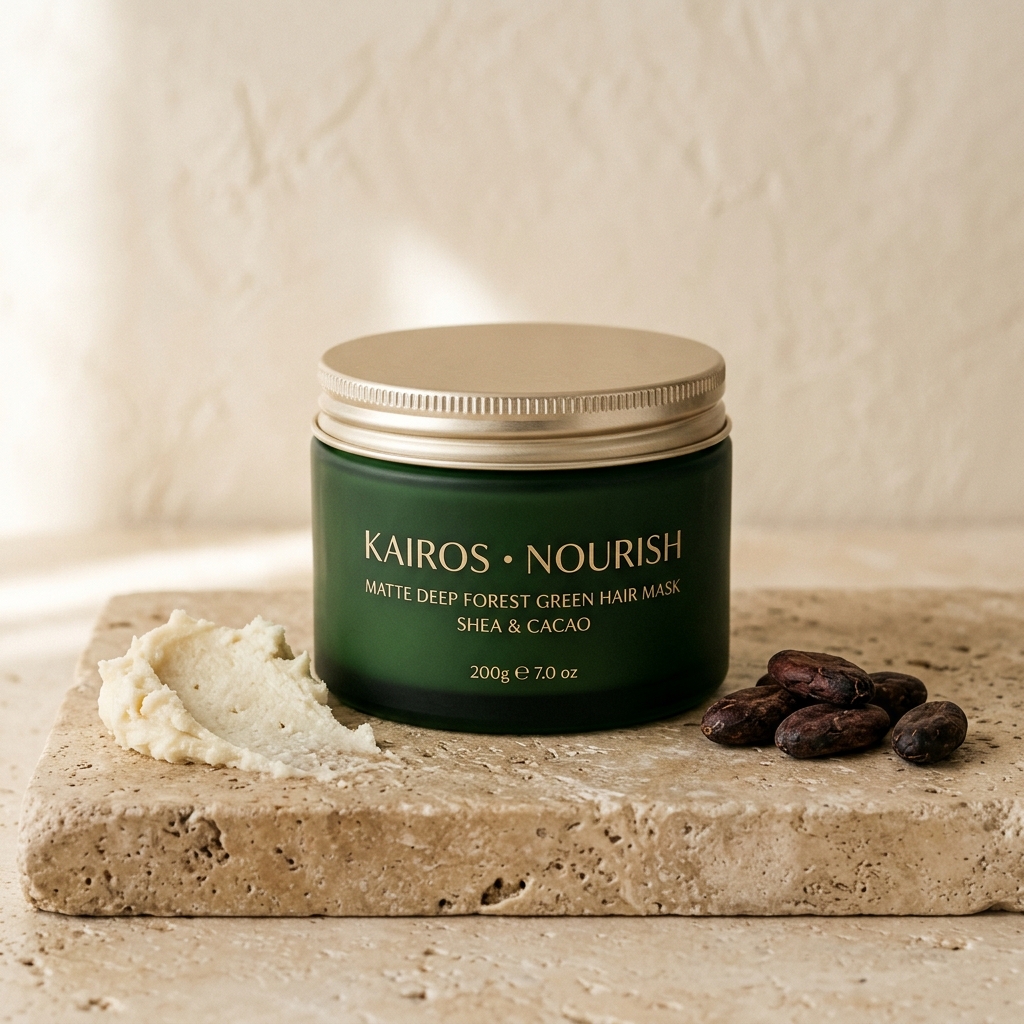 KAIROS • NOURISH
MATTE DEEP FOREST GREEN HAIR MASK
SHEA & CACAO
200g ℮ 7.0 oz